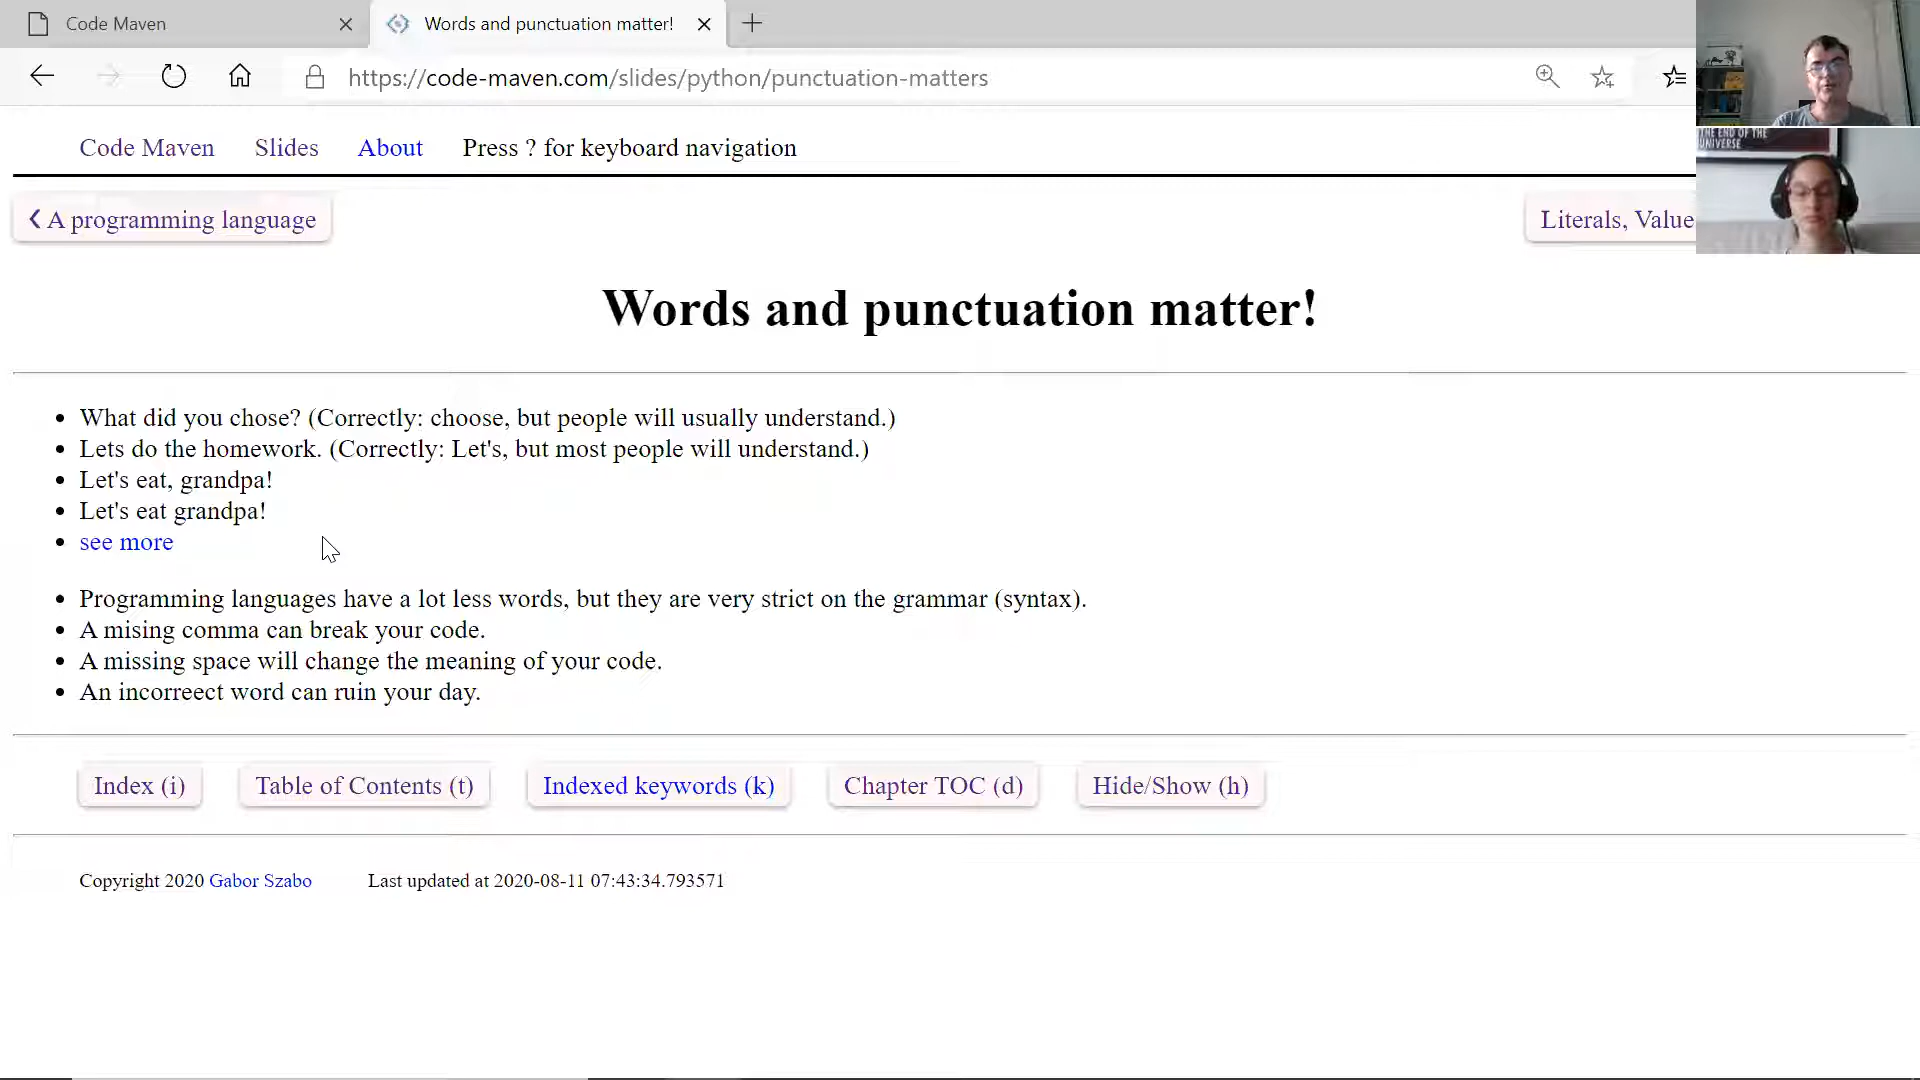 Code Maven
Words and punctuation matter!
https://code-maven.com/slides/python/punctuation-matters
Code Maven Slides About Press ? for keyboard navigation
A programming language
Literals, Value
THE END OF THE
UNIVERSE
Words and punctuation matter!
What did you chose? (Correctly: choose, but people will usually understand.)
Lets do the homework. (Correctly: Let's, but most people will understand.)
Let's eat, grandpa!
Let's eat grandpa!
see more
Programming languages have a lot less words, but they are very strict on the grammar (syntax).
A mising comma can break your code.
A missing space will change the meaning of your code.
An incorreect word can ruin your day.
Index (i) Table of Contents (t) Indexed keywords (k) Chapter TOC (d) Hide/Show (h)
Copyright 2020 Gabor Szabo Last updated at 2020-08-11 07:43:34.793571